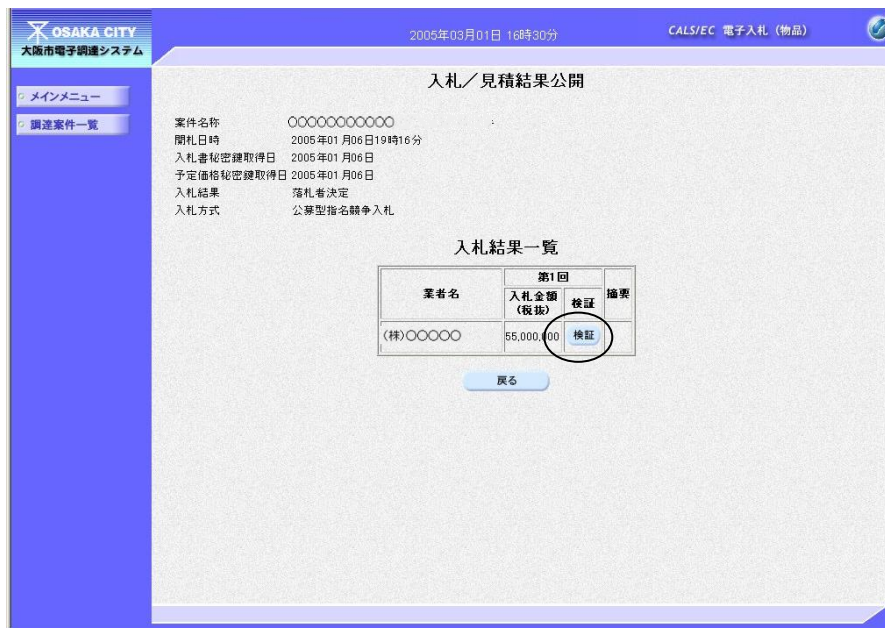 OSAKA CITY
大阪市電子調達システム
2005年03月01日 16時30分
CALS/EC 電子入札（物品）
メインメニュー
調達案件一覧
入札／見積結果公開
案件名称 ○○○○○○○○○○○ :
開札日時 2005年01月06日19時16分
入札書秘密鍵取得日 2005年01月06日
予定価格秘密鍵取得日 2005年01月06日
入札結果 落札者決定
入札方式 公募型指名競争入札
入札結果一覧
業者名 第1回 摘要
入札金額(税抜) 検証
(株)○○○○○ 55,000,000 検証
戻る